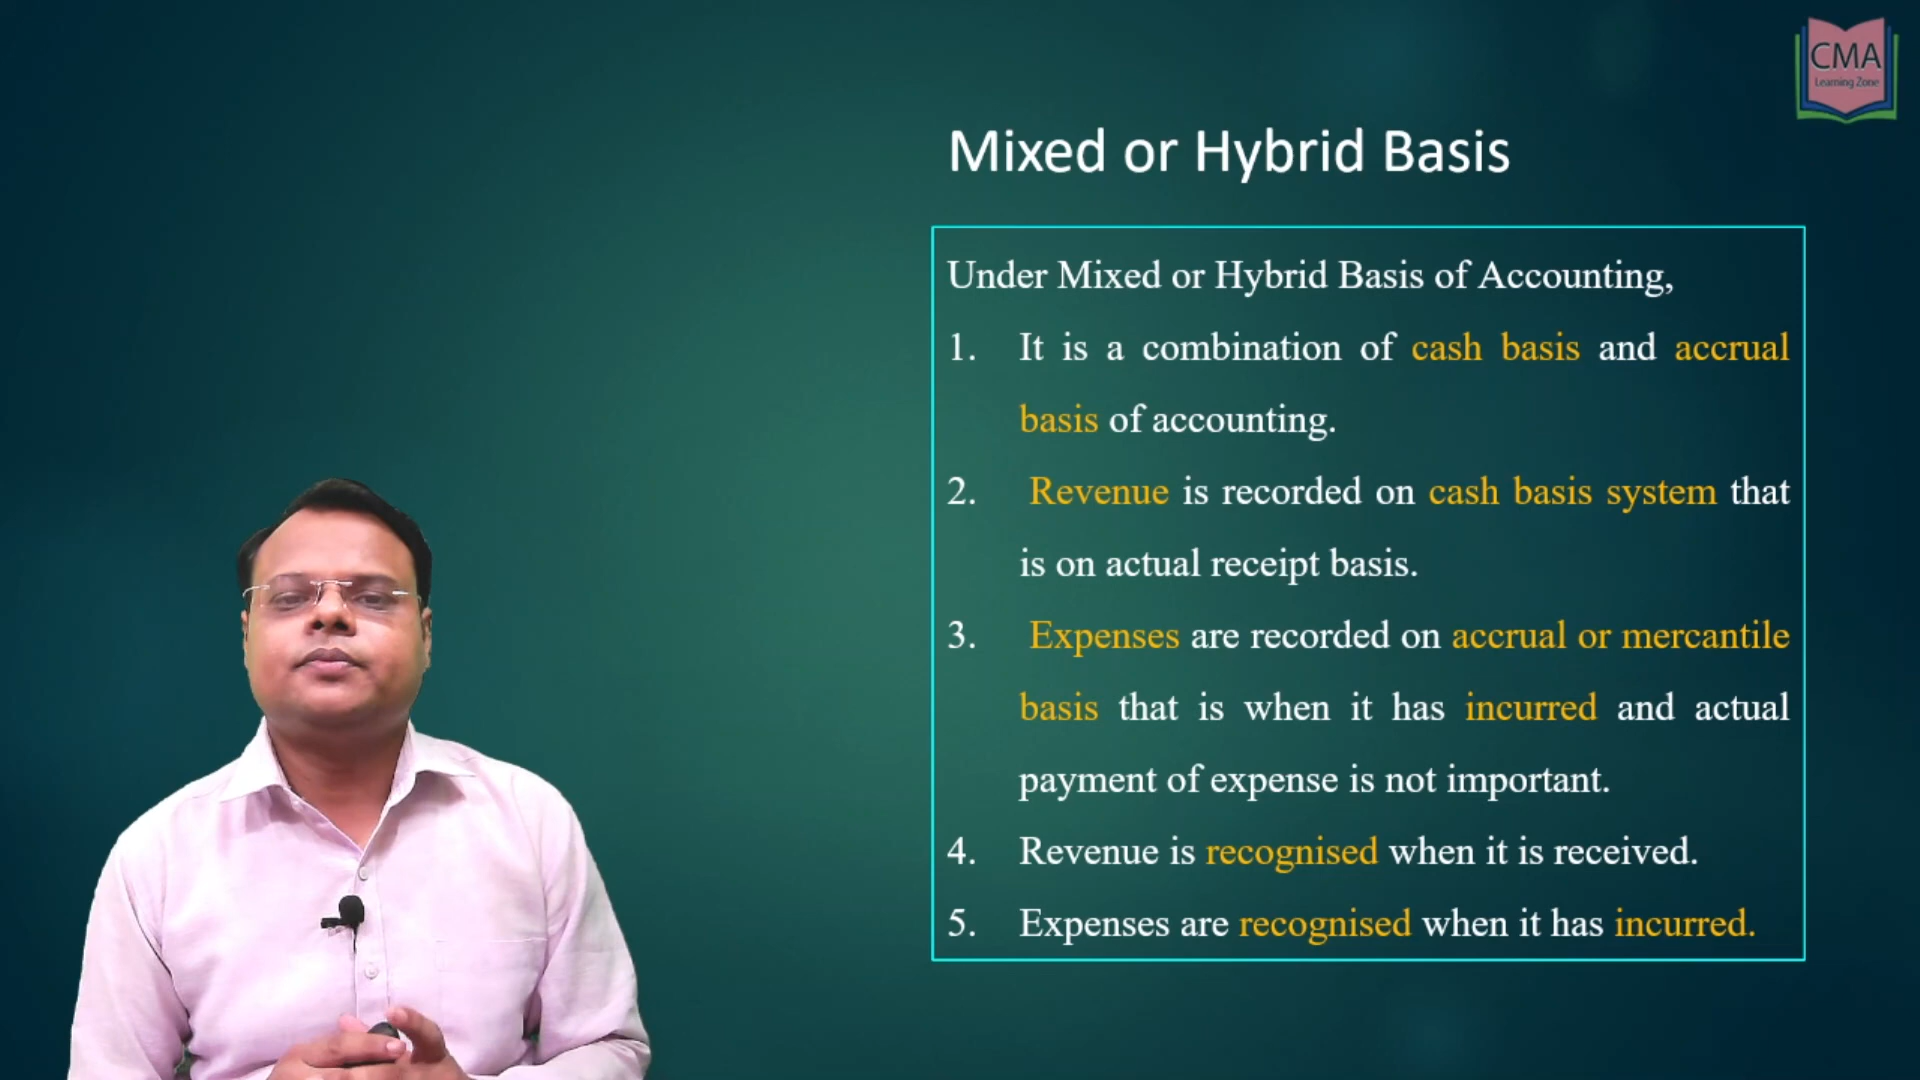 CMA
Learning Zone
Mixed or Hybrid Basis
Under Mixed or Hybrid Basis of Accounting,
1. It is a combination of cash basis and accrual
basis of accounting.
2. Revenue is recorded on cash basis system that
is on actual receipt basis.
3. Expenses are recorded on accrual or mercantile
basis that is when it has incurred and actual
payment of expense is not important.
4. Revenue is recognised when it is received.
5. Expenses are recognised when it has incurred.